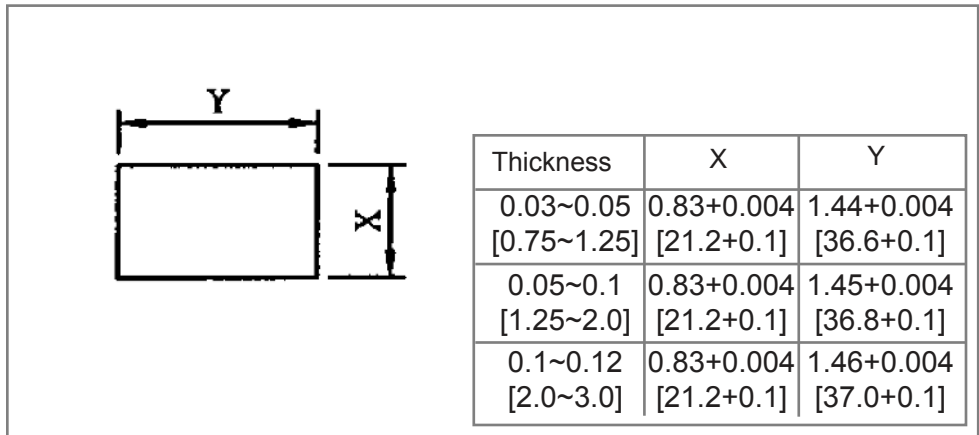 Y
X
Thickness X Y
0.03~0.05 0.83+0.004 1.44+0.004
[0.75~1.25] [21.2+0.1] [36.6+0.1]
0.05~0.1 0.83+0.004 1.45+0.004
[1.25~2.0] [21.2+0.1] [36.8+0.1]
0.1~0.12 0.83+0.004 1.46+0.004
[2.0~3.0] [21.2+0.1] [37.0+0.1]